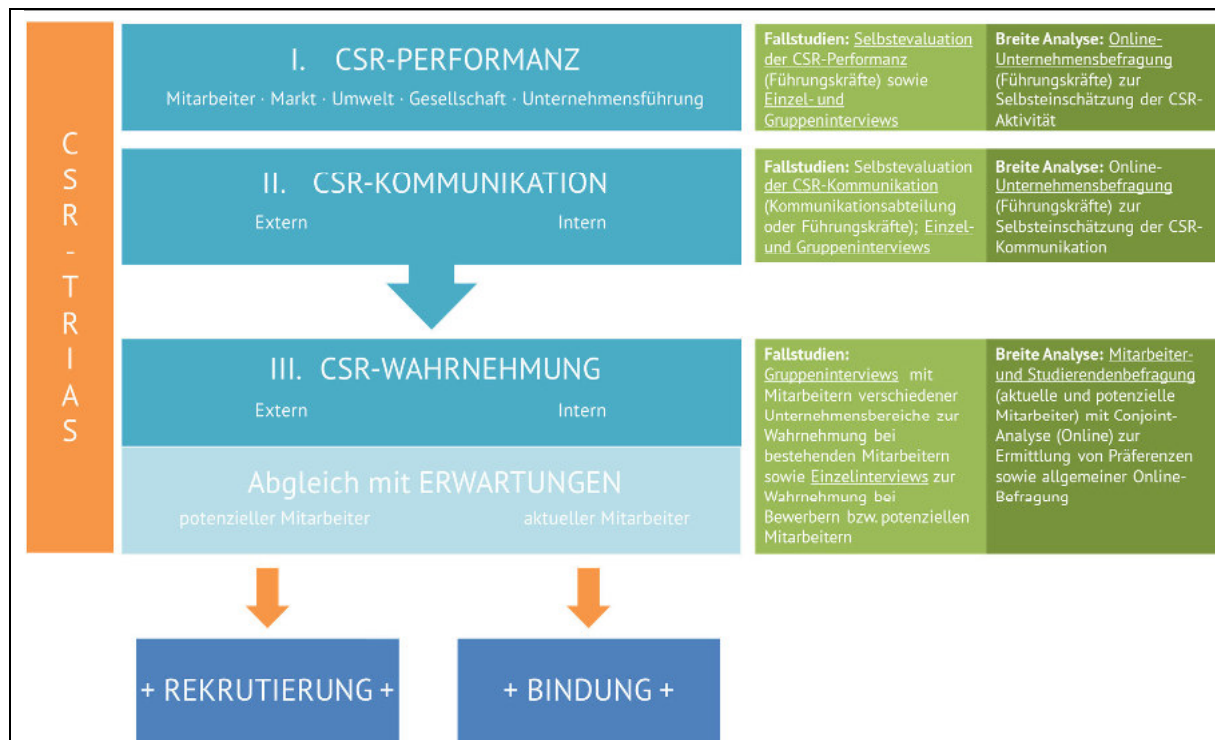 CSR-TRIAS
I. CSR-PERFORMANZ
Mitarbeiter · Markt · Umwelt · Gesellschaft · Unternehmensführung
Fallstudien: Selbstevaluation
der CSR-Performanz
(Führungskräfte) sowie
Einzel- und
Gruppeninterviews
Breite Analyse: Online-
Unternehmensbefragung
(Führungskräfte) zur
Selbsteinschätzung der CSR-
Aktivität
II. CSR-KOMMUNIKATION
Extern Intern
Fallstudien: Selbstevaluation
der CSR-Kommunikation
(Kommunikationsabteilung
oder Führungskräfte); Einzel-
und Gruppeninterviews
Breite Analyse: Online-
Unternehmensbefragung
(Führungskräfte) zur
Selbsteinschätzung der CSR-
Kommunikation
III. CSR-WAHRNEHMUNG
Extern Intern
Abgleich mit ERWARTUNGEN
potenzieller Mitarbeiter aktueller Mitarbeiter
Fallstudien:
Gruppeninterviews mit
Mitarbeitern verschiedener
Unternehmensbereiche zur
Wahrnehmung bei
bestehenden Mitarbeitern
sowie Einzelinterviews zur
Wahrnehmung bei
Bewerbern bzw. potenziellen
Mitarbeitern
Breite Analyse: Mitarbeiter-
und Studierendenbefragung
(aktuelle und potenzielle
Mitarbeiter) mit Conjoint-
Analyse (Online) zur
Ermittlung von Präferenzen
sowie allgemeiner Online-
Befragung
+ REKRUTIERUNG +
+ BINDUNG +